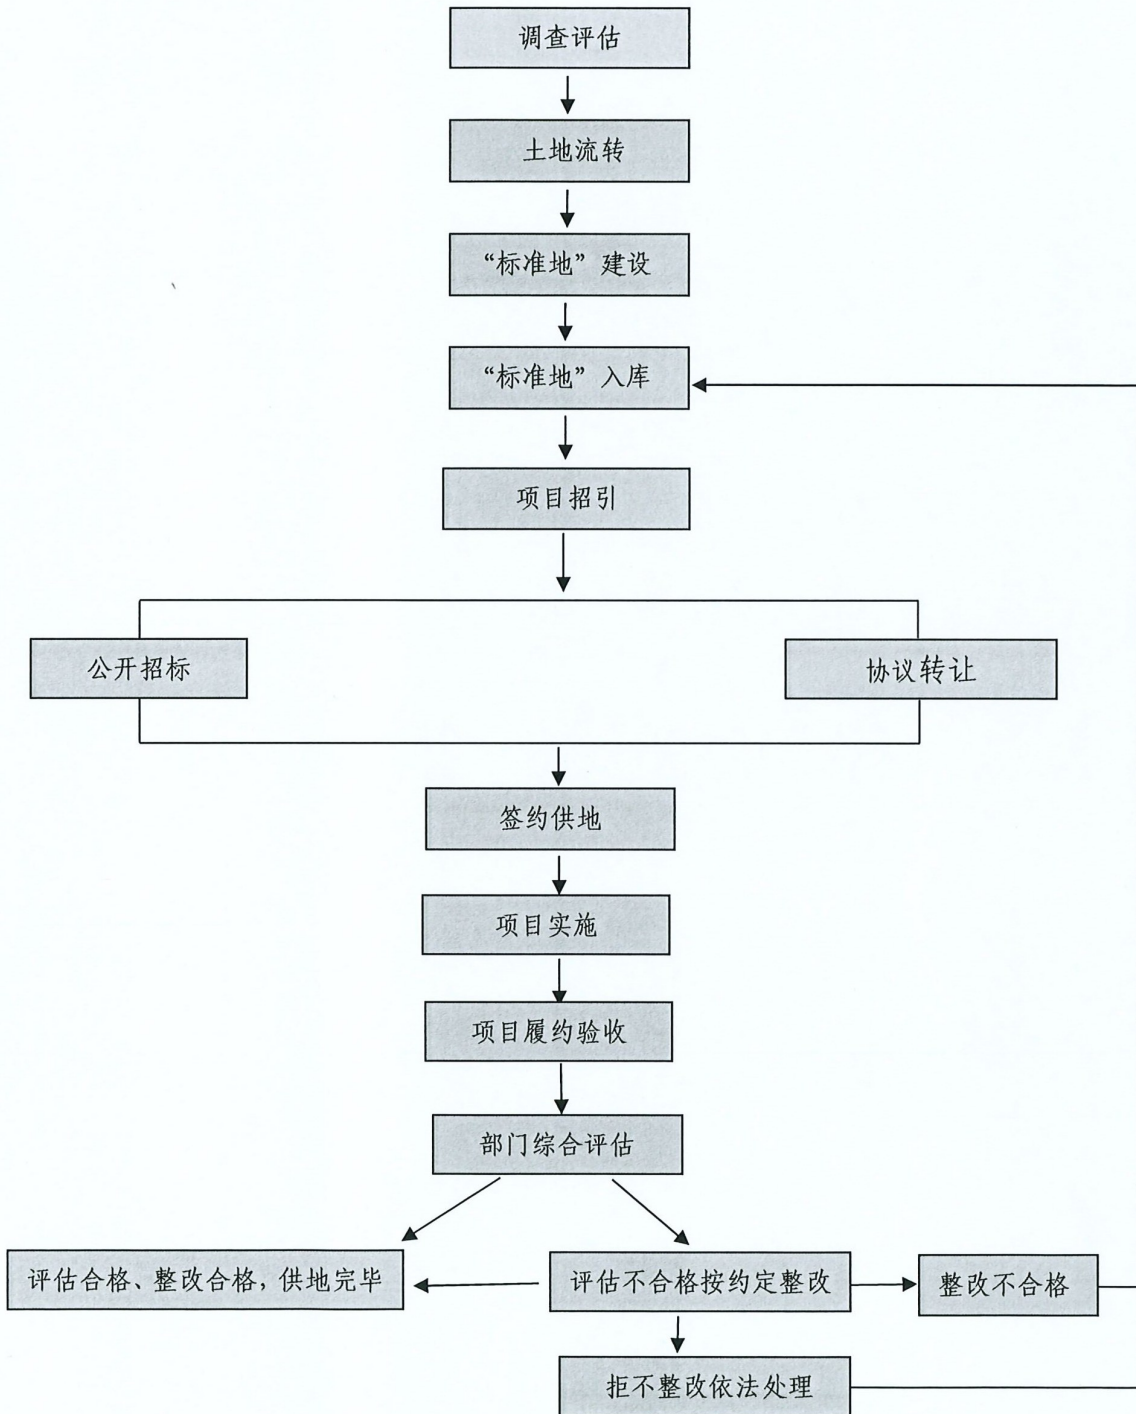 调查评估
土地流转
“标准地”建设
“标准地”入库
项目招引
公开招标
协议转让
签约供地
项目实施
项目履约验收
部门综合评估
评估合格、整改合格，供地完毕
评估不合格按约定整改
整改不合格
拒不整改依法处理